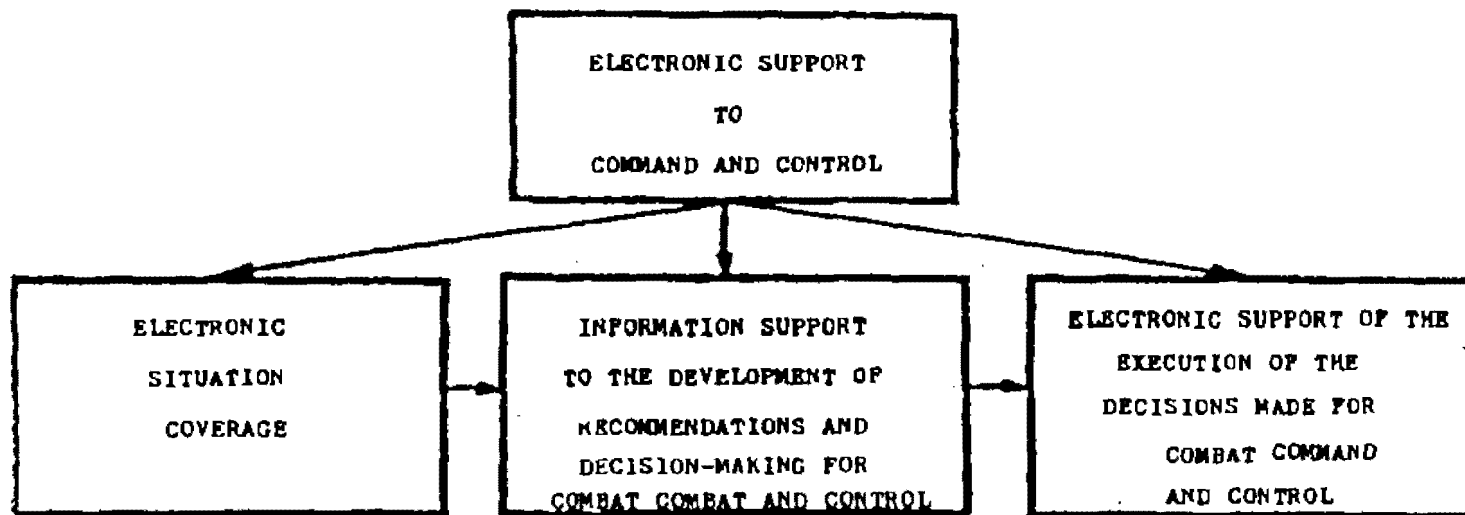 ELECTRONIC SUPPORT
TO
COMMAND AND CONTROL
ELECTRONIC
SITUATION
COVERAGE
INFORMATION SUPPORT
TO THE DEVELOPMENT OF
RECOMMENDATIONS AND
DECISION-MAKING FOR
COMBAT COMBAT AND CONTROL
ELECTRONIC SUPPORT OF THE
EXECUTION OF THE
DECISIONS MADE FOR
COMBAT COMMAND
AND CONTROL